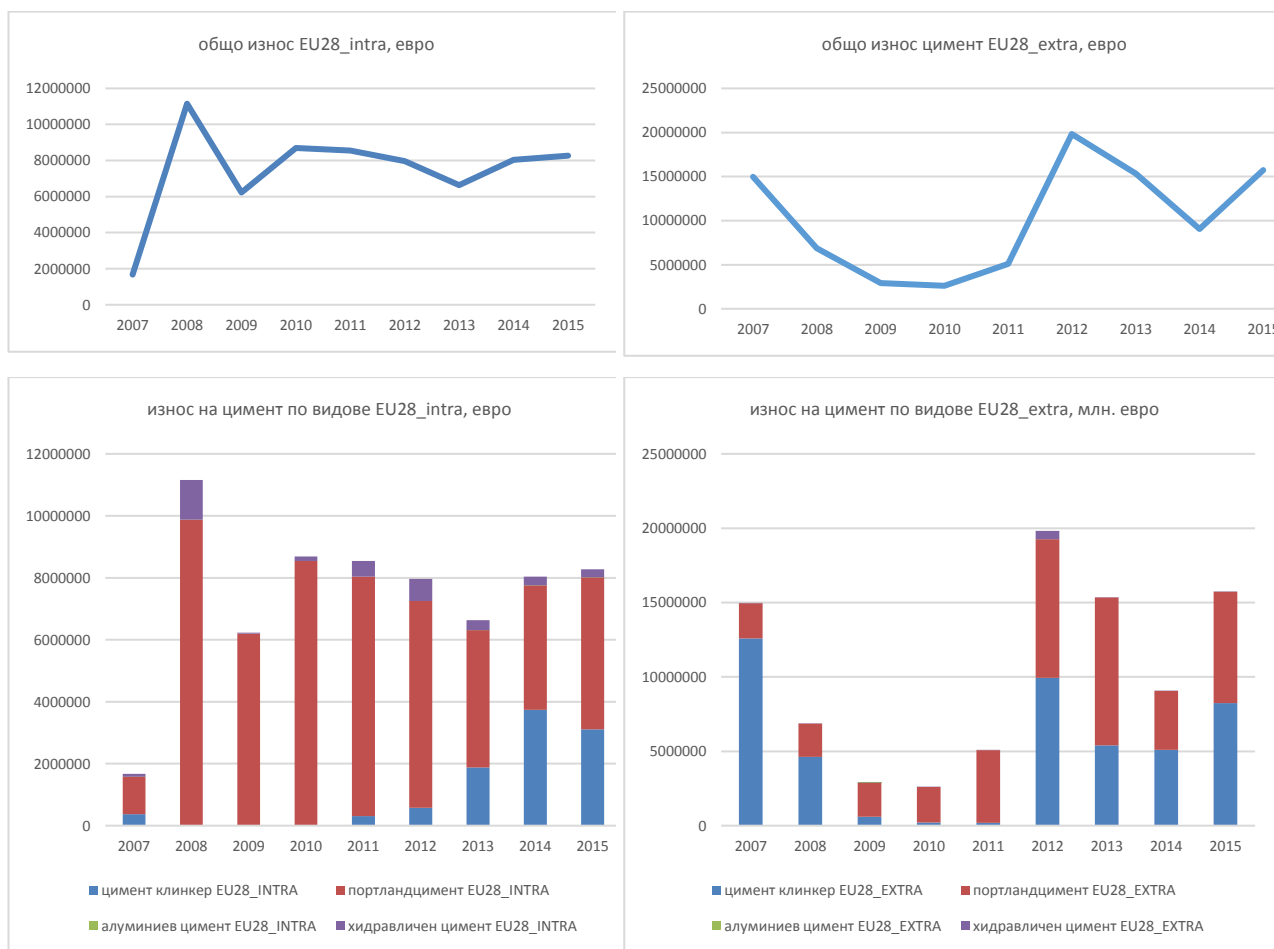 общо износ EU28_intra, евро
12000000
10000000
8000000
6000000
4000000
2000000
0
2007 2008 2009 2010 2011 2012 2013 2014 2015
общо износ цимент EU28_extra, евро
25000000
20000000
15000000
10000000
5000000
0
2007 2008 2009 2010 2011 2012 2013 2014 2015
износ на цимент по видове EU28_intra, евро
12000000
10000000
8000000
6000000
4000000
2000000
0
2007 2008 2009 2010 2011 2012 2013 2014 2015
цимент клинкер EU28_INTRA портландцимент EU28_INTRA
алуминиев цимент EU28_INTRA хидравличен цимент EU28_INTRA
износ на цимент по видове EU28_extra, млн. евро
25000000
20000000
15000000
10000000
5000000
0
2007 2008 2009 2010 2011 2012 2013 2014 2015
цимент клинкер EU28_EXTRA портландцимент EU28_EXTRA
алуминиев цимент EU28_EXTRA хидравличен цимент EU28_EXTRA